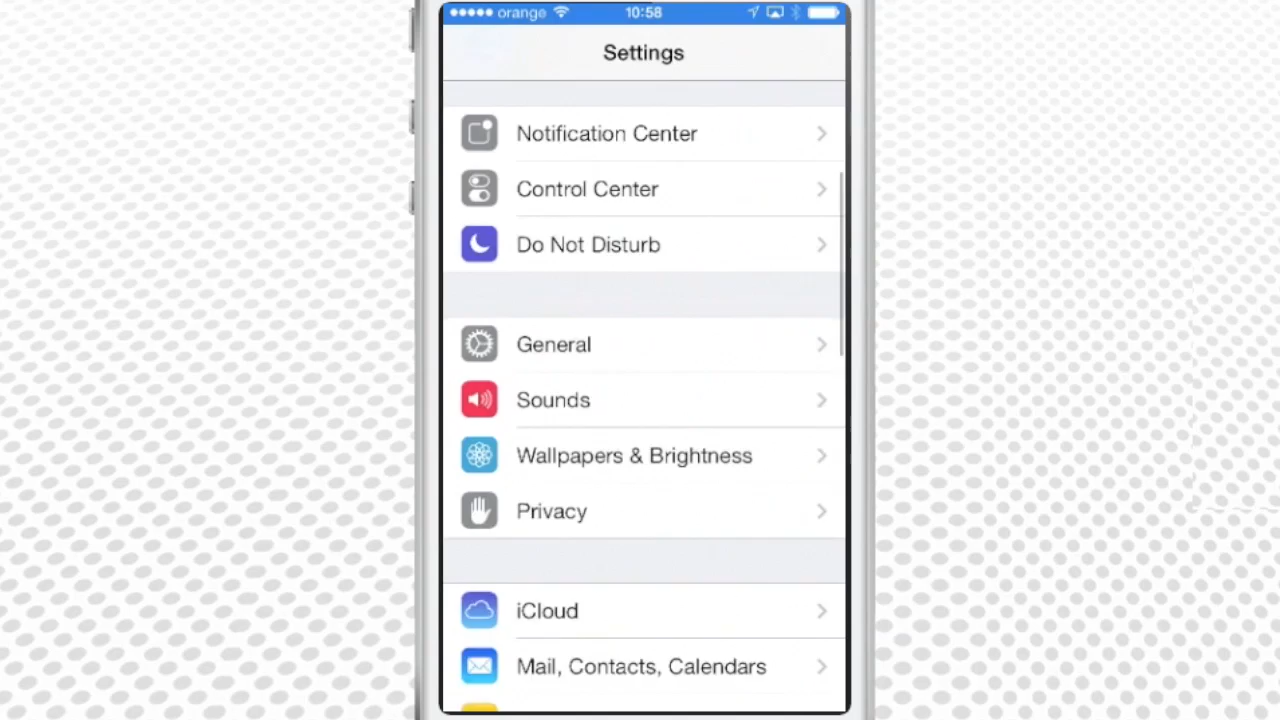 orange 10:58
Settings
Notification Center
Control Center
Do Not Disturb
General
Sounds
Wallpapers & Brightness
Privacy
iCloud
Mail, Contacts, Calendars